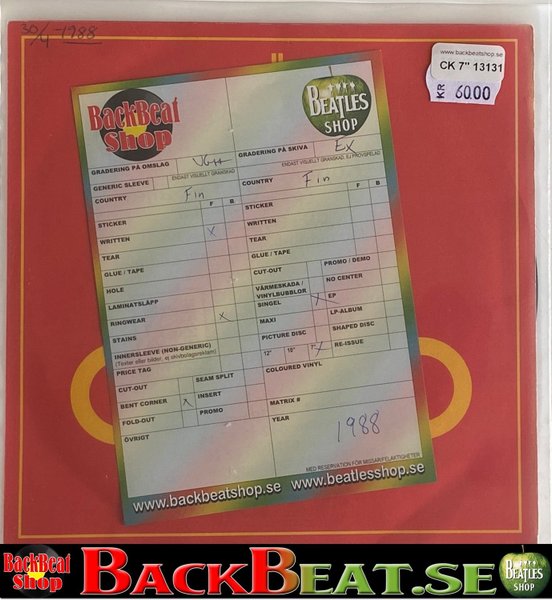 30/4-1988
www.backbeatshop.se
CK 7" 13131
KR 60.00
BackBeat
Shop
BEATLES
SHOP
GRADERING PÅ OMSLAG VG++
ENDAST VISUELLT GRANSKAD
GRADERING PÅ SKIVA EX
ENDAST VISUELLT GRANSKAD, EJ PROVSPELAD
GENERIC SLEEVE
COUNTRY Fin
COUNTRY Fin
F B
F B
STICKER
STICKER
WRITTEN x
WRITTEN
TEAR
TEAR
GLUE / TAPE
GLUE / TAPE
HOLE
CUT-OUT
PROMO / DEMO
LAMINATSLÄPP
VÄRMESKADA /
VINYLBUBBLOR
NO CENTER
RINGWEAR x
SINGEL x
EP
STAINS
MAXI
LP-ALBUM
INNERSLEEVE (NON-GENERIC)
(Texter eller bilder, ej skivbolagsreklam)
PICTURE DISC
SHAPED DISC
12" 10" 7" x
RE-ISSUE
PRICE TAG
COLOURED VINYL
CUT-OUT
SEAM SPLIT
BENT CORNER x
INSERT
MATRIX #
FOLD-OUT
PROMO
YEAR
ÖVRIGT
1988
MED RESERVATION FÖR MISSAR/FELAKTIGHETER
www.backbeatshop.se www.beatlesshop.se
BackBeat
Shop
BACKBEAT.SE
BEATLES
SHOP